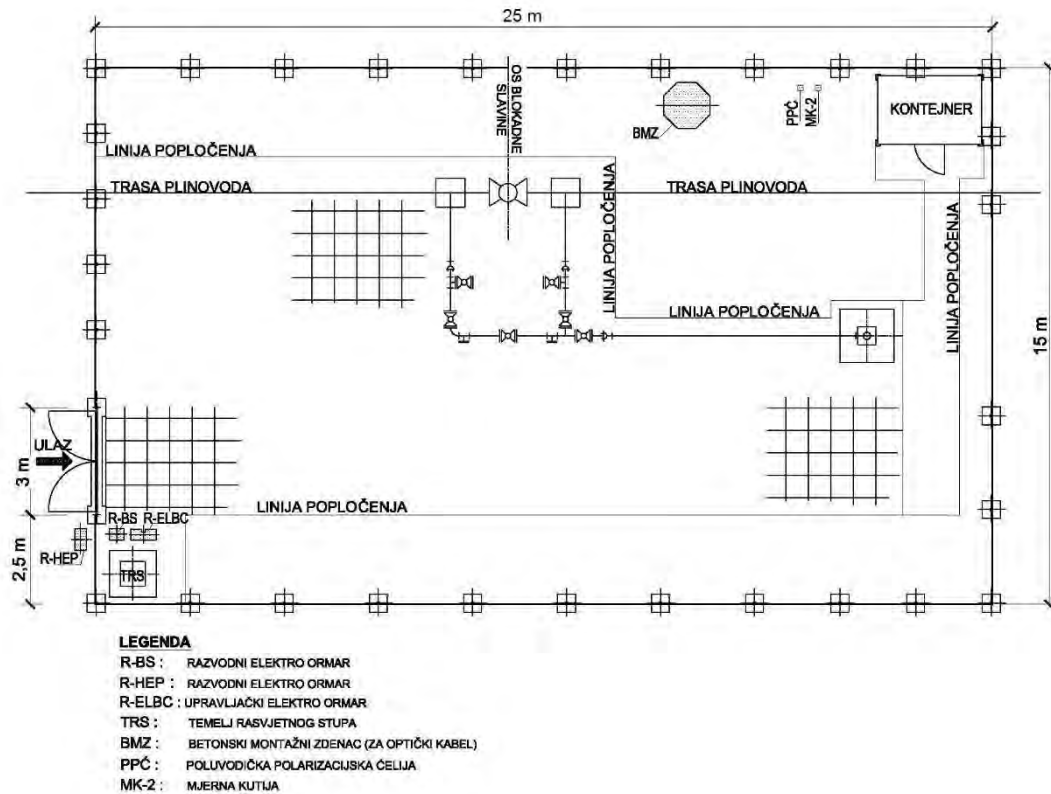 25 m
OS BLOKADNE
SLAVINE
BMZ
PPČ
MK-2
KONTEJNER
LINIJA POPLOČENJA
TRASA PLINOVODA
LINIJA POPLOČENJA
TRASA PLINOVODA
LINIJA POPLOČENJA
LINIJA POPLOČENJA
15 m
ULAZ
3 m
LINIJA POPLOČENJA
R-BS
R-ELBC
R-HEP
TRS
2,5 m
LEGENDA
R-BS : RAZVODNI ELEKTRO ORMAR
R-HEP : RAZVODNI ELEKTRO ORMAR
R-ELBC : UPRAVLJAČKI ELEKTRO ORMAR
TRS : TEMELJ RASVJETNOG STUPA
BMZ : BETONSKI MONTAŽNI ZDENAC (ZA OPTIČKI KABEL)
PPČ : POLUVODIČKA POLARIZACIJSKA ĆELIJA
MK-2 : MJERNA KUTIJA